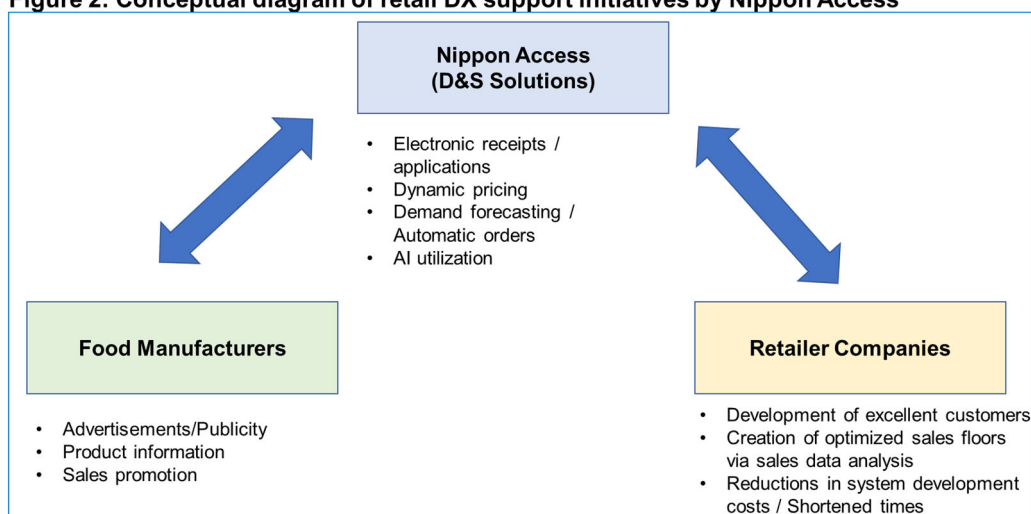 Figure 2: Conceptual diagram of retail DX support initiatives by Nippon Access
Nippon Access
(D&S Solutions)
• Electronic receipts /
applications
• Dynamic pricing
• Demand forecasting /
Automatic orders
• AI utilization
Food Manufacturers
• Advertisements/Publicity
• Product information
• Sales promotion
Retailer Companies
• Development of excellent customers
• Creation of optimized sales floors
via sales data analysis
• Reductions in system development
costs / Shortened times